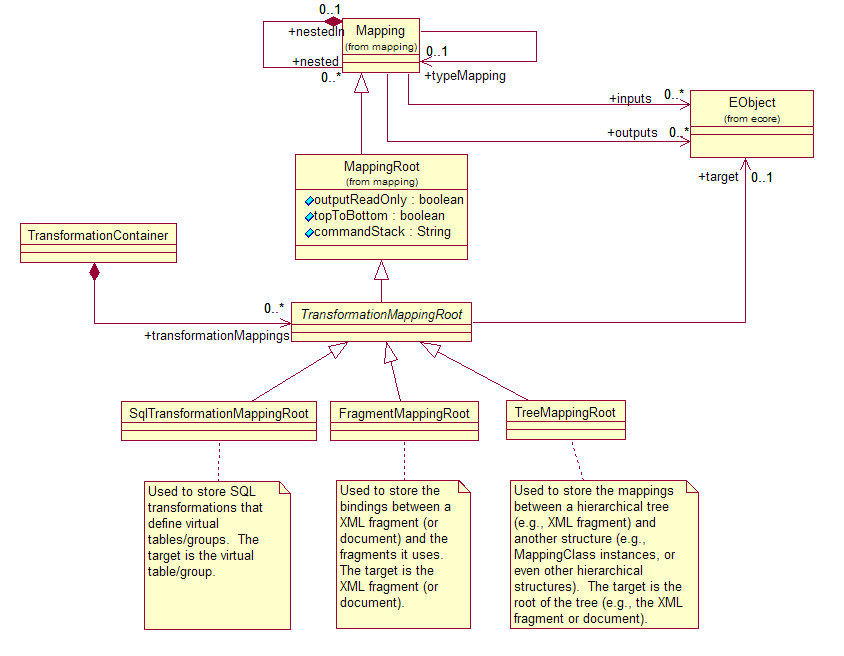 0..1
+nestedIn
Mapping
(from mapping)
+nested
0..*
0..1
+typeMapping
+inputs
0..*
+outputs
0..*
EObject
(from ecore)
+target
0..1
MappingRoot
(from mapping)
outputReadOnly : boolean
topToBottom : boolean
commandStack : String
TransformationContainer
0..*
+transformationMappings
TransformationMappingRoot
SqlTransformationMappingRoot
FragmentMappingRoot
TreeMappingRoot
Used to store SQL
transformations that
define virtual
tables/groups.  The
target is the virtual
table/group.
Used to store the
bindings between a
XML fragment (or
document) and the
fragments it uses.
The target is the
XML fragment (or
document).
Used to store the mappings
between a hierarchical tree
(e.g., XML fragment) and
another structure (e.g.,
MappingClass instances, or
even other hierarchical
structures).  The target is the
root of the tree (e.g., the XML
fragment or document).